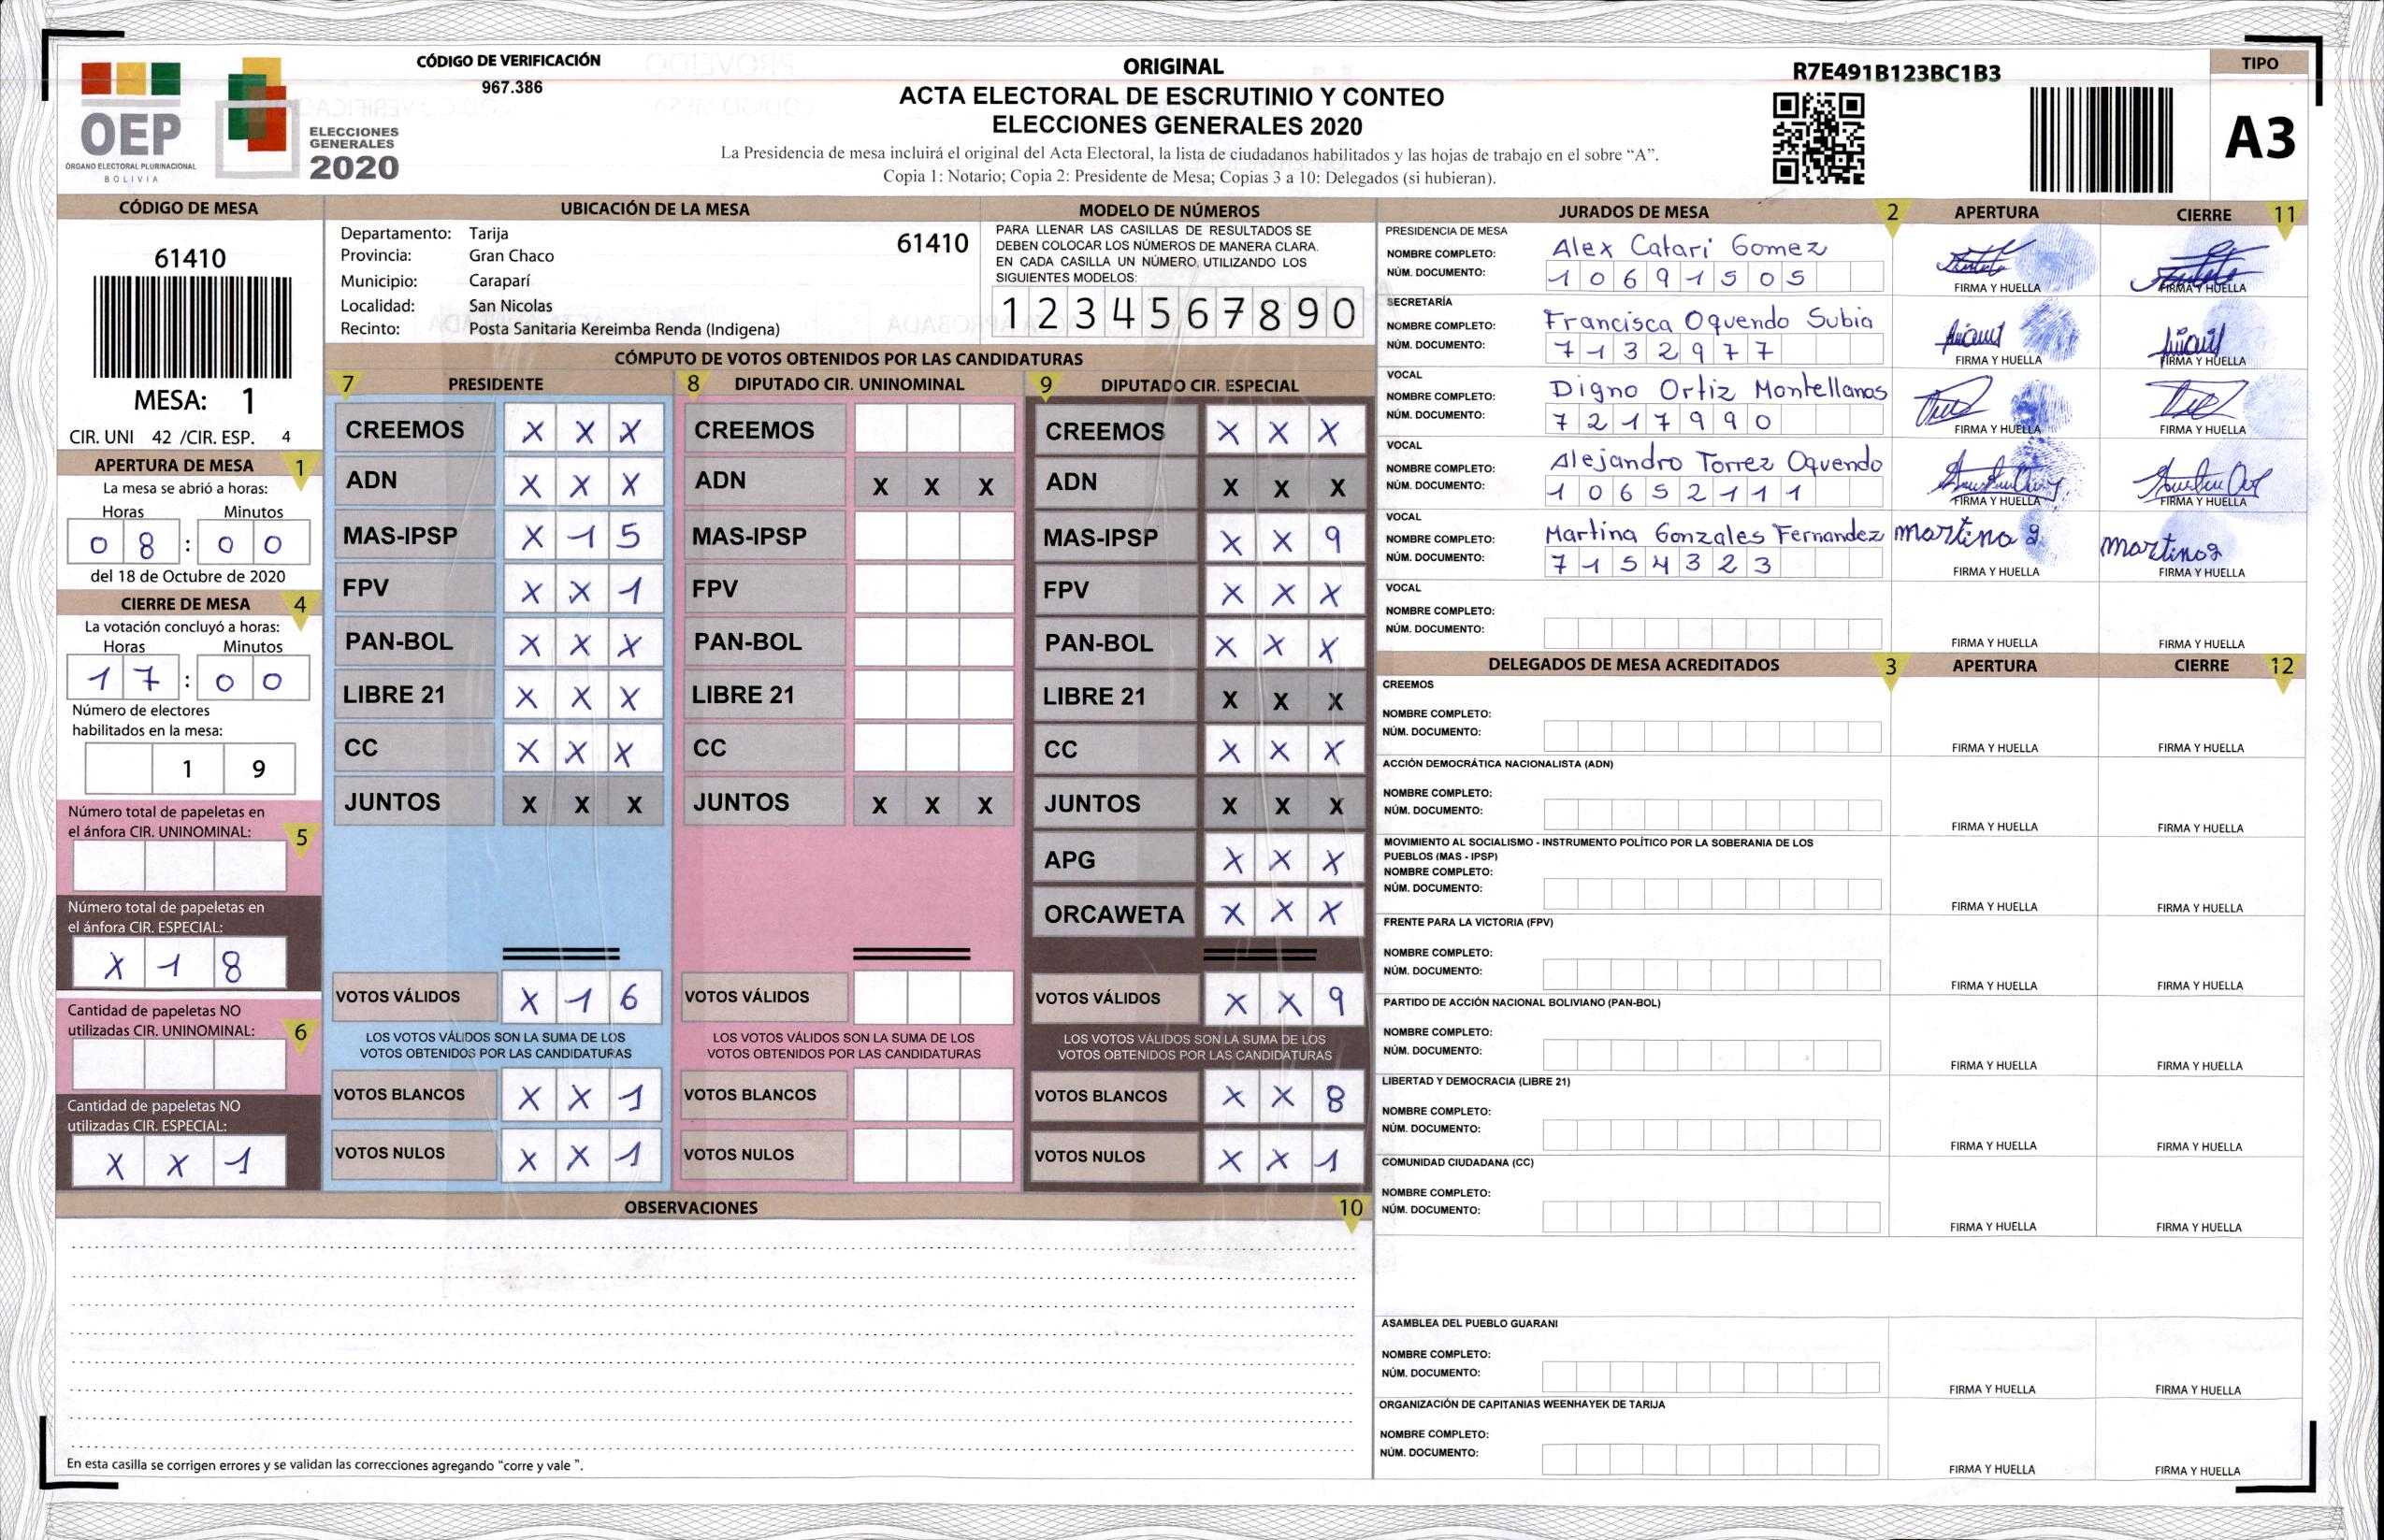 CÓDIGO DE VERIFICACIÓN
967.386
ORIGINAL
ACTA ELECTORAL DE ESCRUTINIO Y CONTEO
ELECCIONES GENERALES 2020
La Presidencia de mesa incluirá el original del Acta Electoral, la lista de ciudadanos habilitados y las hojas de trabajo en el sobre “A”.
Copia 1: Notario; Copia 2: Presidente de Mesa; Copias 3 a 10: Delegados (si hubieran).
R7E491B123BC1B3
TIPO
A3
OEP
ÓRGANO ELECTORAL PLURINACIONAL
BOLIVIA
ELECCIONES
GENERALES
2020
CÓDIGO DE MESA
61410
MESA: 1
CIR. UNI 42 /CIR. ESP. 4
APERTURA DE MESA 1
La mesa se abrió a horas:
Horas Minutos
0 8 : 0 0
del 18 de Octubre de 2020
CIERRE DE MESA 4
La votación concluyó a horas:
Horas Minutos
1 7 : 0 0
Número de electores
habilitados en la mesa:
1 9
Número total de papeletas en
el ánfora CIR. UNINOMINAL: 5
Número total de papeletas en
el ánfora CIR. ESPECIAL:
X 1 8
Cantidad de papeletas NO
utilizadas CIR. UNINOMINAL: 6
Cantidad de papeletas NO
utilizadas CIR. ESPECIAL:
X X 1
UBICACIÓN DE LA MESA
Departamento: Tarija
61410
Provincia: Gran Chaco
Municipio: Caraparí
Localidad: San Nicolas
Recinto: Posta Sanitaria Kereimba Renda (Indigena)
MODELO DE NÚMEROS
PARA LLENAR LAS CASILLAS DE RESULTADOS SE
DEBEN COLOCAR LOS NÚMEROS DE MANERA CLARA.
EN CADA CASILLA UN NÚMERO, UTILIZANDO LOS
SIGUIENTES MODELOS:
1 2 3 4 5 6 7 8 9 0
CÓMPUTO DE VOTOS OBTENIDOS POR LAS CANDIDATURAS
7 PRESIDENTE
CREEMOS X X X
ADN X X X
MAS-IPSP X 1 5
FPV X X 1
PAN-BOL X X X
LIBRE 21 X X X
CC X X X
JUNTOS X X X
VOTOS VÁLIDOS X 1 6
LOS VOTOS VÁLIDOS SON LA SUMA DE LOS
VOTOS OBTENIDOS POR LAS CANDIDATURAS
VOTOS BLANCOS X X 1
VOTOS NULOS X X 1
8 DIPUTADO CIR. UNINOMINAL
CREEMOS
ADN X X X
MAS-IPSP
FPV
PAN-BOL
LIBRE 21
CC
JUNTOS X X X
VOTOS VÁLIDOS
LOS VOTOS VÁLIDOS SON LA SUMA DE LOS
VOTOS OBTENIDOS POR LAS CANDIDATURAS
VOTOS BLANCOS
VOTOS NULOS
9 DIPUTADO CIR. ESPECIAL
CREEMOS X X X
ADN X X X
MAS-IPSP X X 9
FPV X X X
PAN-BOL X X X
LIBRE 21 X X X
CC X X X
JUNTOS X X X
APG X X X
ORCAWETA X X X
VOTOS VÁLIDOS X X 9
LOS VOTOS VÁLIDOS SON LA SUMA DE LOS
VOTOS OBTENIDOS POR LAS CANDIDATURAS
VOTOS BLANCOS X X 8
VOTOS NULOS X X 1
OBSERVACIONES 10
En esta casilla se corrigen errores y se validan las correcciones agregando “corre y vale ”.
JURADOS DE MESA 2 APERTURA CIERRE 11
PRESIDENCIA DE MESA
NOMBRE COMPLETO: Alex Catari Gomez
NÚM. DOCUMENTO: 1 0 6 9 1 5 0 5
FIRMA Y HUELLA FIRMA Y HUELLA
SECRETARÍA
NOMBRE COMPLETO: Francisca Oquendo Subia
NÚM. DOCUMENTO: 7 1 3 2 9 7 7
FIRMA Y HUELLA FIRMA Y HUELLA
VOCAL
NOMBRE COMPLETO: Digno Ortiz Montellanos
NÚM. DOCUMENTO: 7 2 1 7 9 9 0
FIRMA Y HUELLA FIRMA Y HUELLA
VOCAL
NOMBRE COMPLETO: Alejandro Torrez Oquendo
NÚM. DOCUMENTO: 1 0 6 5 2 1 1 1
FIRMA Y HUELLA FIRMA Y HUELLA
VOCAL
NOMBRE COMPLETO: Martina Gonzales Fernandez martina g martina g
NÚM. DOCUMENTO: 7 1 5 4 3 2 3
FIRMA Y HUELLA FIRMA Y HUELLA
VOCAL
NOMBRE COMPLETO:
NÚM. DOCUMENTO:
FIRMA Y HUELLA FIRMA Y HUELLA
DELEGADOS DE MESA ACREDITADOS 3 APERTURA CIERRE 12
CREEMOS
NOMBRE COMPLETO:
NÚM. DOCUMENTO:
FIRMA Y HUELLA FIRMA Y HUELLA
ACCIÓN DEMOCRÁTICA NACIONALISTA (ADN)
NOMBRE COMPLETO:
NÚM. DOCUMENTO:
FIRMA Y HUELLA FIRMA Y HUELLA
MOVIMIENTO AL SOCIALISMO - INSTRUMENTO POLÍTICO POR LA SOBERANIA DE LOS
PUEBLOS (MAS - IPSP)
NOMBRE COMPLETO:
NÚM. DOCUMENTO:
FIRMA Y HUELLA FIRMA Y HUELLA
FRENTE PARA LA VICTORIA (FPV)
NOMBRE COMPLETO:
NÚM. DOCUMENTO:
FIRMA Y HUELLA FIRMA Y HUELLA
PARTIDO DE ACCIÓN NACIONAL BOLIVIANO (PAN-BOL)
NOMBRE COMPLETO:
NÚM. DOCUMENTO:
FIRMA Y HUELLA FIRMA Y HUELLA
LIBERTAD Y DEMOCRACIA (LIBRE 21)
NOMBRE COMPLETO:
NÚM. DOCUMENTO:
FIRMA Y HUELLA FIRMA Y HUELLA
COMUNIDAD CIUDADANA (CC)
NOMBRE COMPLETO:
NÚM. DOCUMENTO:
FIRMA Y HUELLA FIRMA Y HUELLA
ASAMBLEA DEL PUEBLO GUARANI
NOMBRE COMPLETO:
NÚM. DOCUMENTO:
FIRMA Y HUELLA FIRMA Y HUELLA
ORGANIZACIÓN DE CAPITANIAS WEENHAYEK DE TARIJA
NOMBRE COMPLETO:
NÚM. DOCUMENTO:
FIRMA Y HUELLA FIRMA Y HUELLA